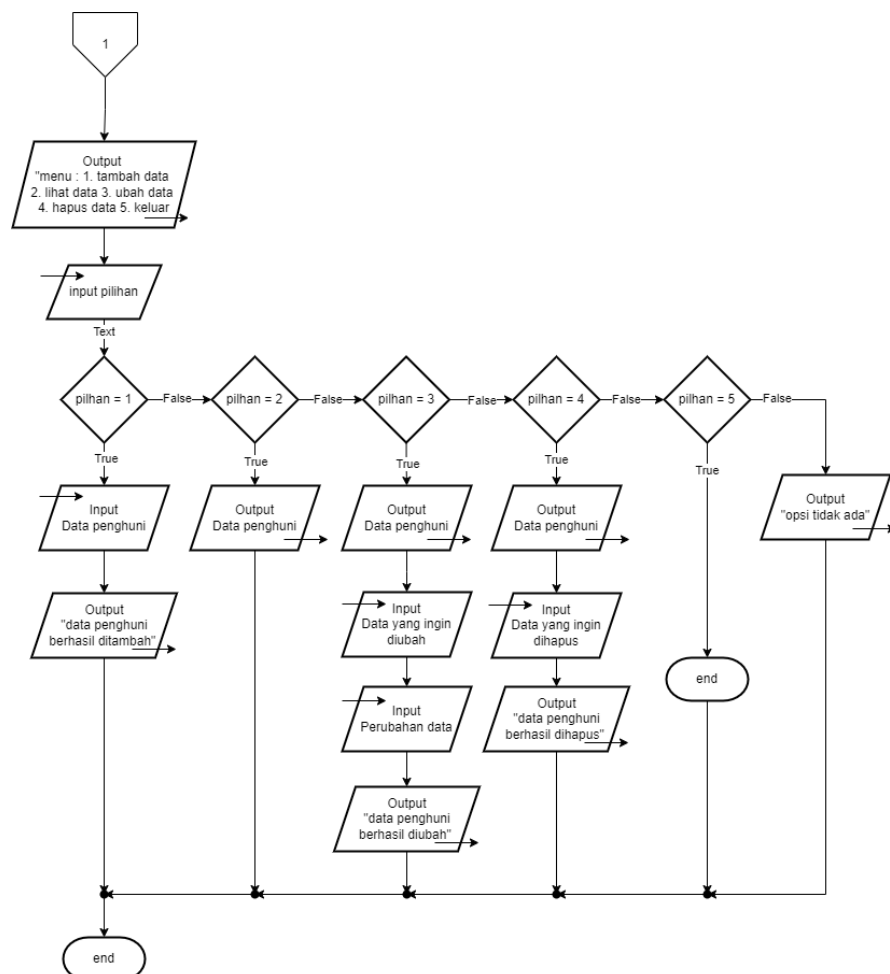 1
Output
"menu : 1. tambah data
2. lihat data 3. ubah data
4. hapus data 5. keluar
input pilihan
Text
pilhan = 1
False
pilhan = 2
False
pilhan = 3
False
pilhan = 4
False
pilhan = 5
False
True
True
True
True
True
Input
Data penghuni
Output
Data penghuni
Output
Data penghuni
Output
Data penghuni
Output
"opsi tidak ada"
Output
"data penghuni
berhasil ditambah"
Input
Data yang ingin
diubah
Input
Data yang ingin
dihapus
end
Input
Perubahan data
Output
"data penghuni
berhasil dihapus"
Output
"data penghuni
berhasil diubah"
end